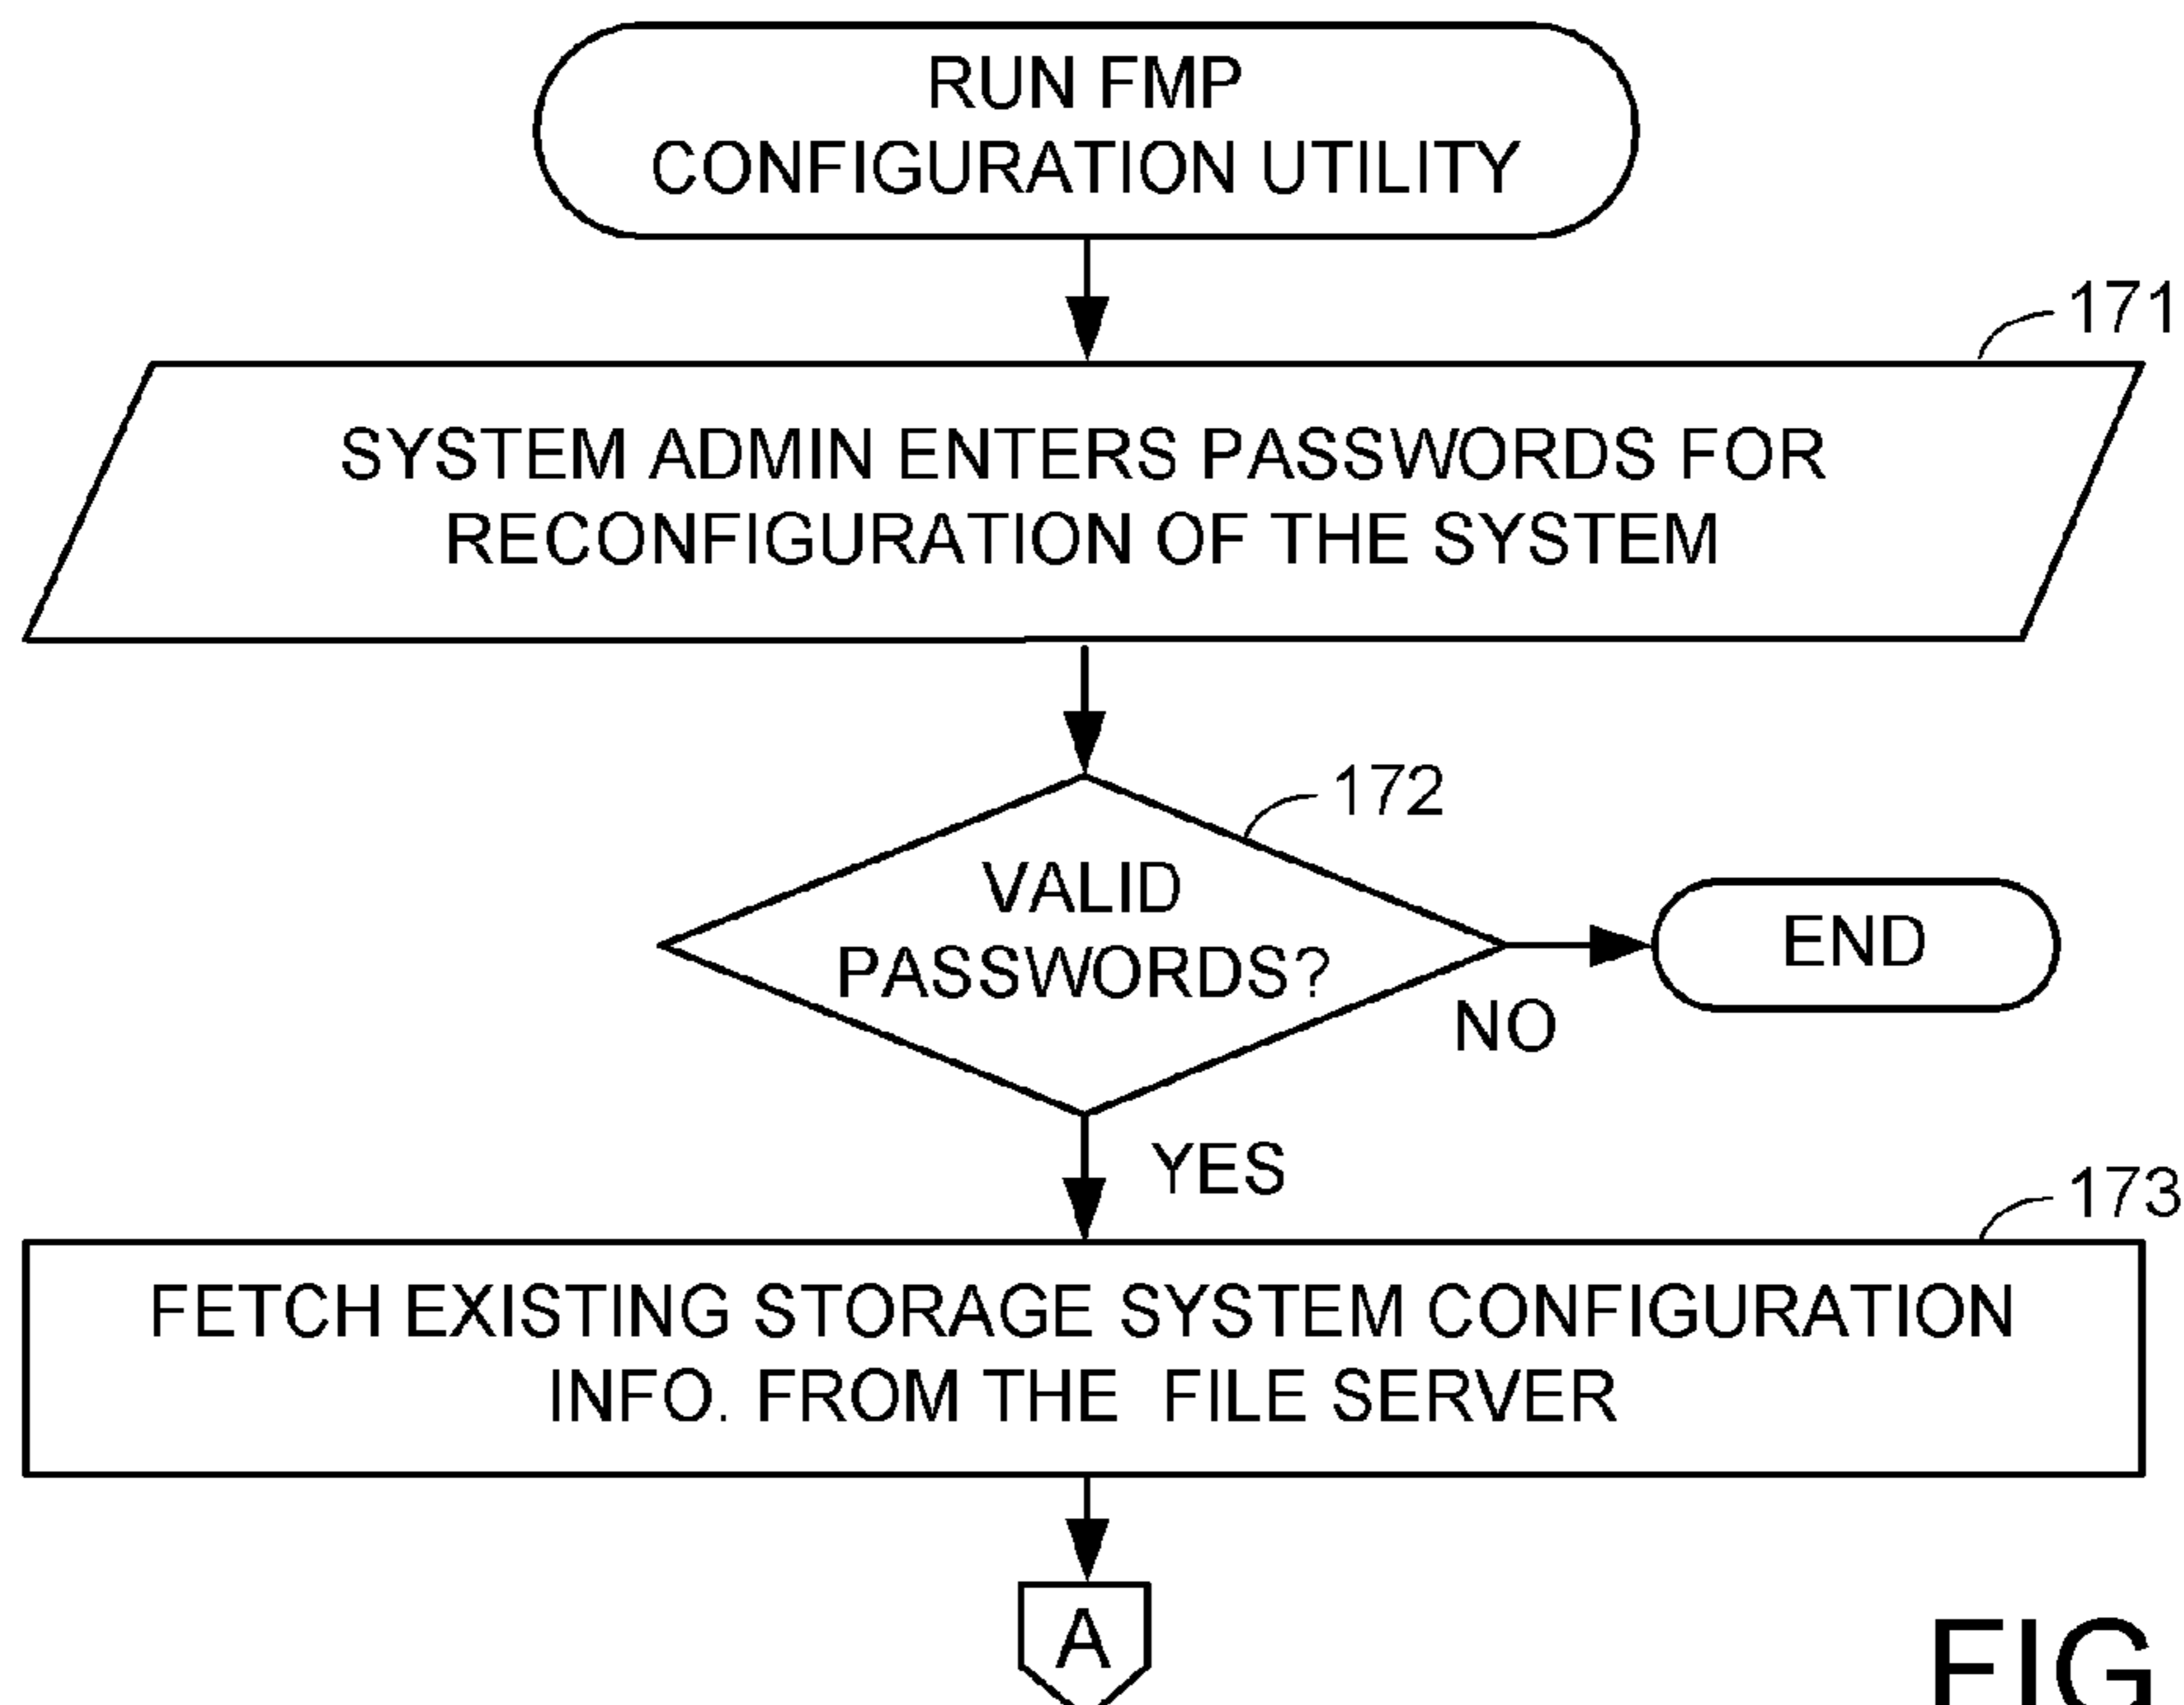 RUN FMP
CONFIGURATION UTILITY
171
SYSTEM ADMIN ENTERS PASSWORDS FOR
RECONFIGURATION OF THE SYSTEM
172
VALID
PASSWORDS?
END
NO
YES
173
FETCH EXISTING STORAGE SYSTEM CONFIGURATION
INFO. FROM THE FILE SERVER
A
FIG